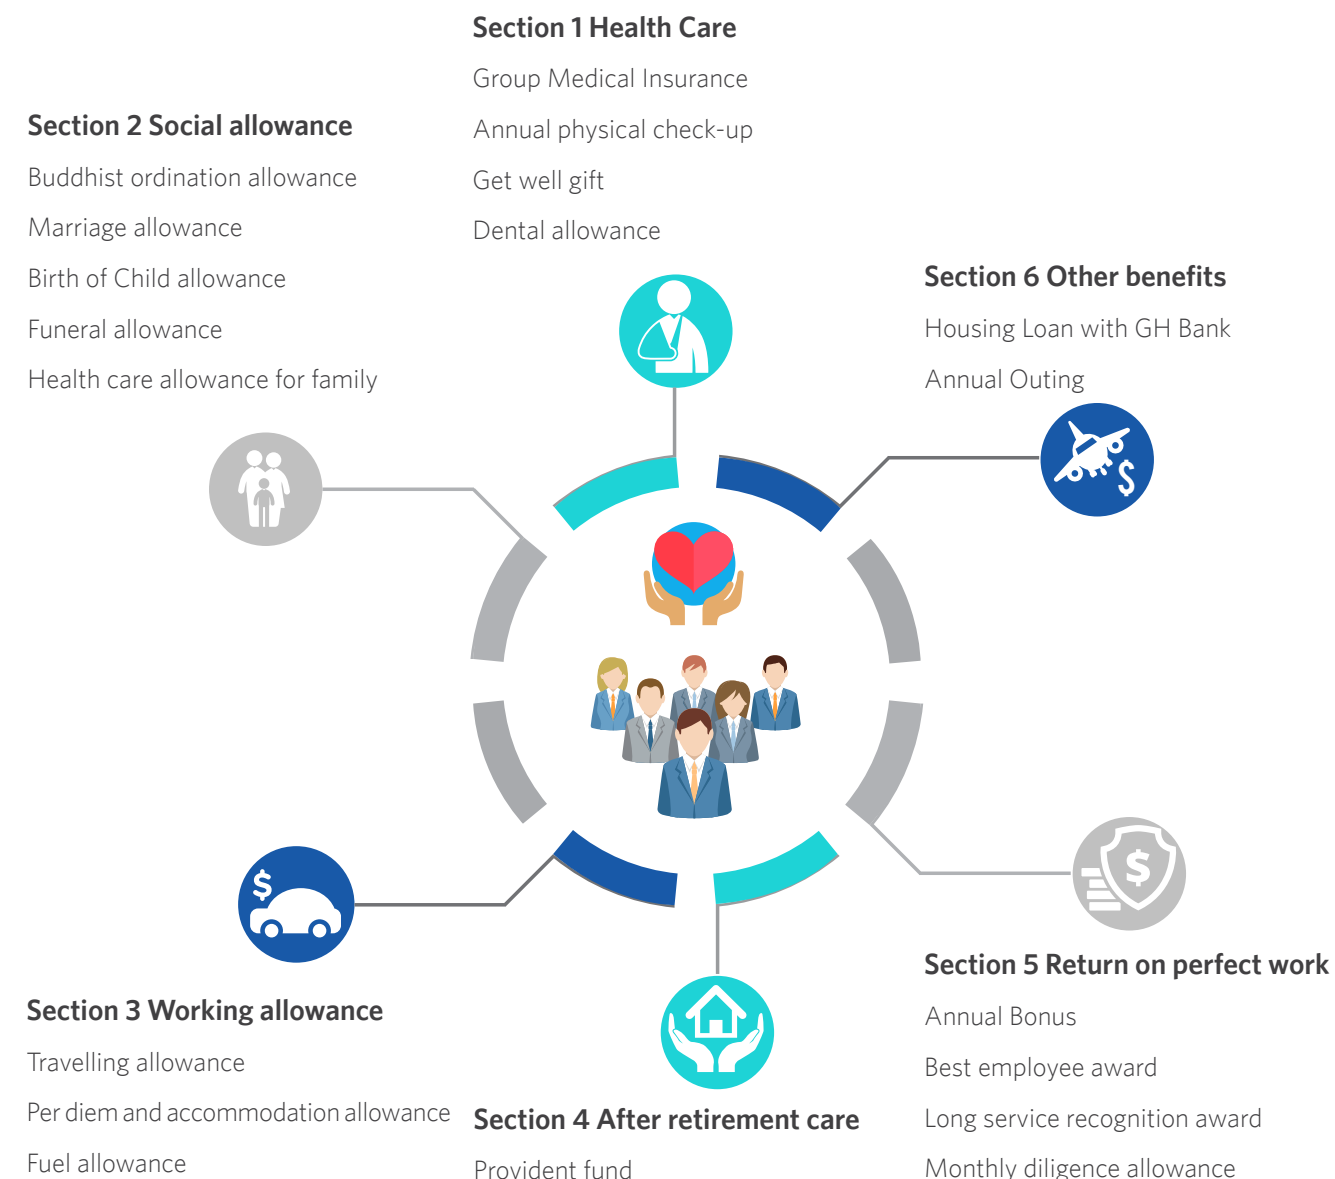 Section 1 Health Care
Group Medical Insurance
Annual physical check-up
Get well gift
Dental allowance
Section 2 Social allowance
Buddhist ordination allowance
Marriage allowance
Birth of Child allowance
Funeral allowance
Health care allowance for family
Section 6 Other benefits
Housing Loan with GH Bank
Annual Outing
$
$
$
Section 3 Working allowance
Travelling allowance
Per diem and accommodation allowance
Fuel allowance
Section 4 After retirement care
Provident fund
Section 5 Return on perfect work
Annual Bonus
Best employee award
Long service recognition award
Monthly diligence allowance